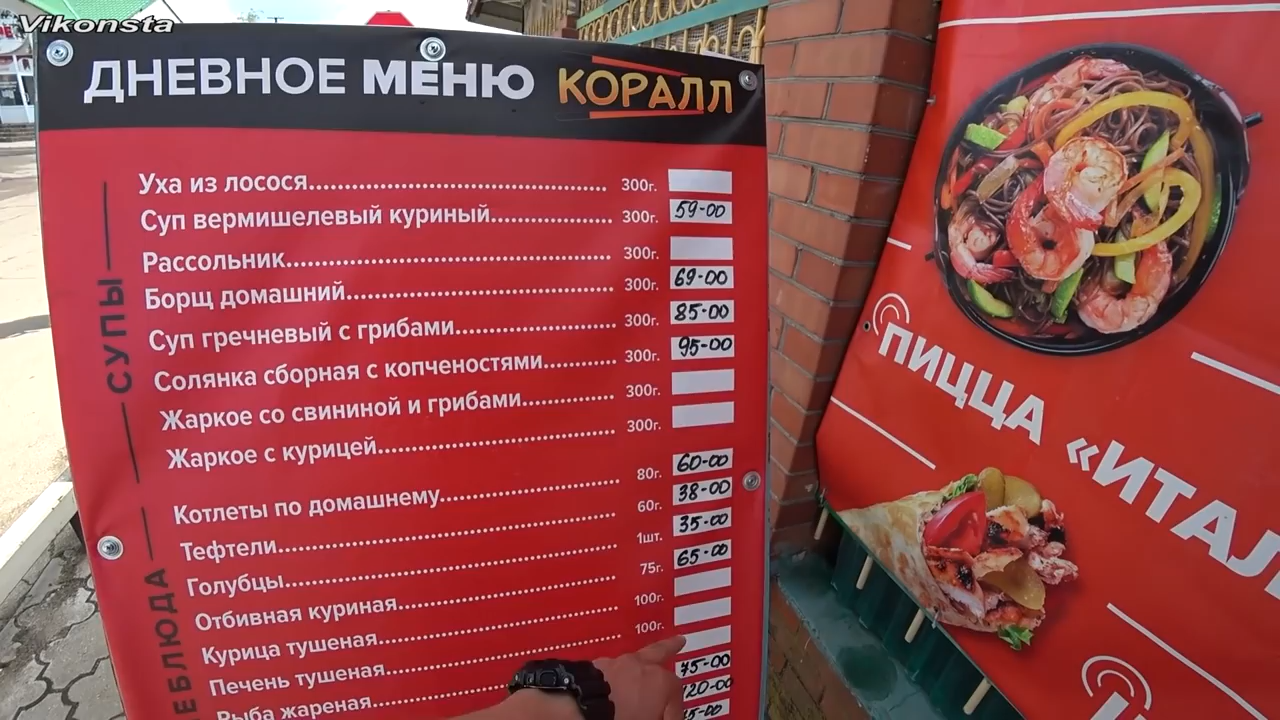 Vikonsta
ДНЕВНОЕ МЕНЮ КОРАЛЛ
СУПЫ
Уха из лосося 300г.
Суп вермишелевый куриный 300г. 59-00
Рассольник 300г.
Борщ домашний 300г. 69-00
Суп гречневый с грибами 300г. 85-00
Солянка сборная с копченостями 300г. 95-00
Жаркое со свининой и грибами 300г.
Жаркое с курицей 300г.
Котлеты по домашнему 80г. 60-00
Тефтели 60г. 38-00
Голубцы 1шт. 35-00
Отбивная куриная 75г. 65-00
Курица тушеная 100г.
Печень тушеная 100г.
Рыба жареная
75-00
120-00
ПИЦЦА «ИТАЛ